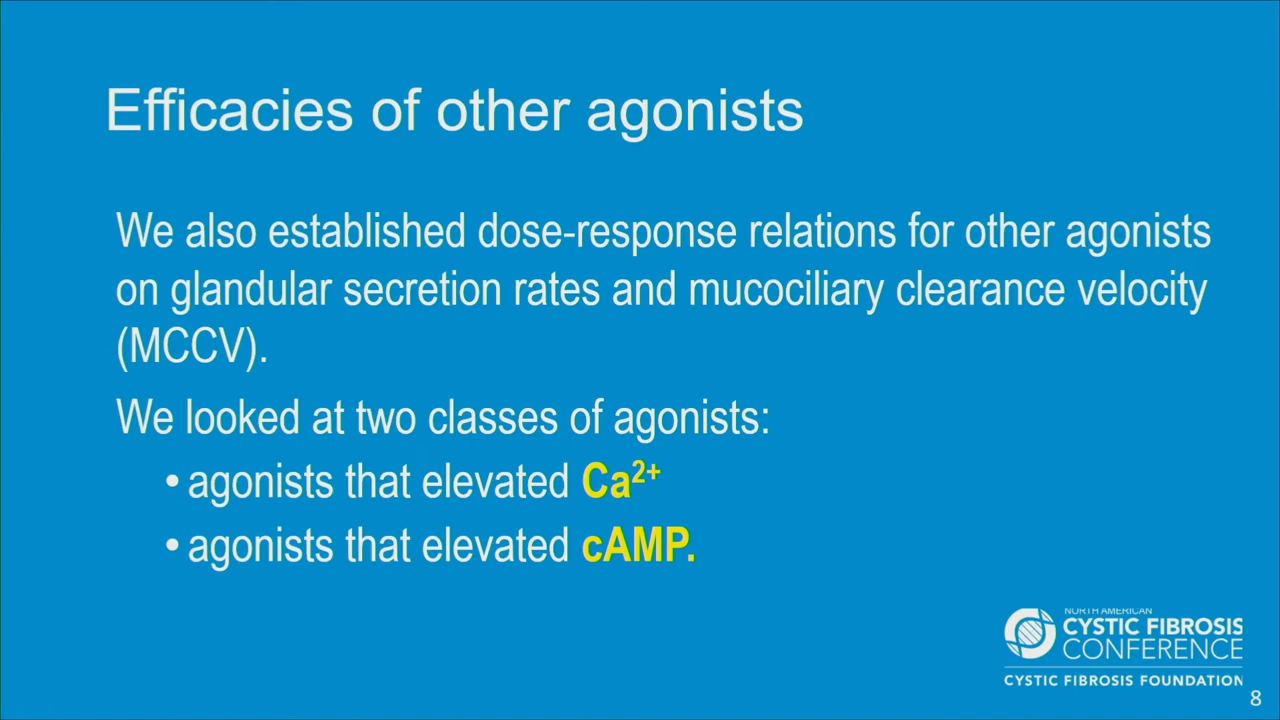 Efficacies of other agonists
We also established dose-response relations for other agonists
on glandular secretion rates and mucociliary clearance velocity
(MCCV).
We looked at two classes of agonists:
• agonists that elevated Ca²⁺
• agonists that elevated cAMP.
NORTH AMERICAN
CYSTIC FIBROSIS
CONFERENCE
CYSTIC FIBROSIS FOUNDATION
8